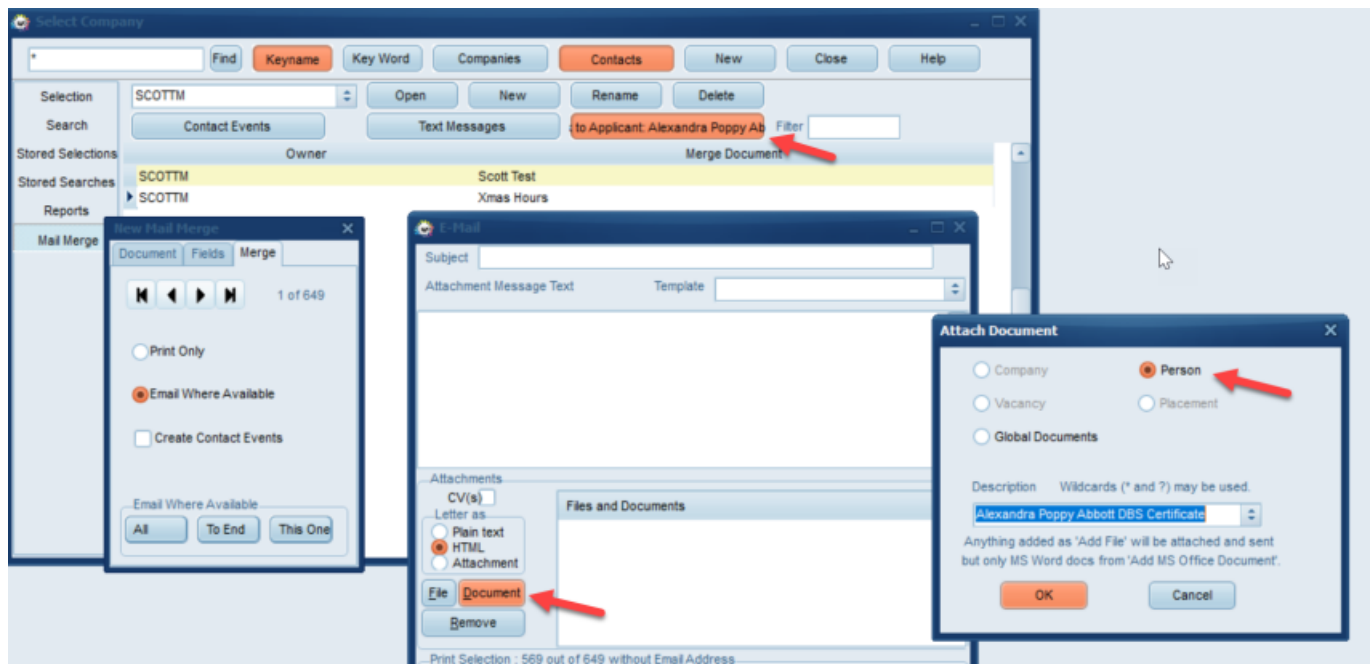 Select Company
*
Find Keyname Key Word Companies Contacts New Close Help
Selection
Search
Stored Selections
Stored Searches
Reports
Mail Merge
SCOTTM Open New Rename Delete
Contact Events Text Messages to Applicant: Alexandra Poppy Ab Filter
Owner Merge Document
SCOTTM Scott Test
SCOTTM Xmas Hours
New Mail Merge
Document Fields Merge
1 of 649
Print Only
Email Where Available
Create Contact Events
Email Where Available
All To End This One
E-Mail
Subject
Attachment Message Text Template
Attachments
CV(s)
Letter as
Plain text
HTML
Attachment
File Document
Remove
Files and Documents
Print Selection : 569 out of 649 without Email Address
Attach Document
Company Person
Vacancy Placement
Global Documents
Description Wildcards (* and ?) may be used.
Alexandra Poppy Abbott DBS Certificate
Anything added as 'Add File' will be attached and sent
but only MS Word docs from 'Add MS Office Document'.
OK Cancel